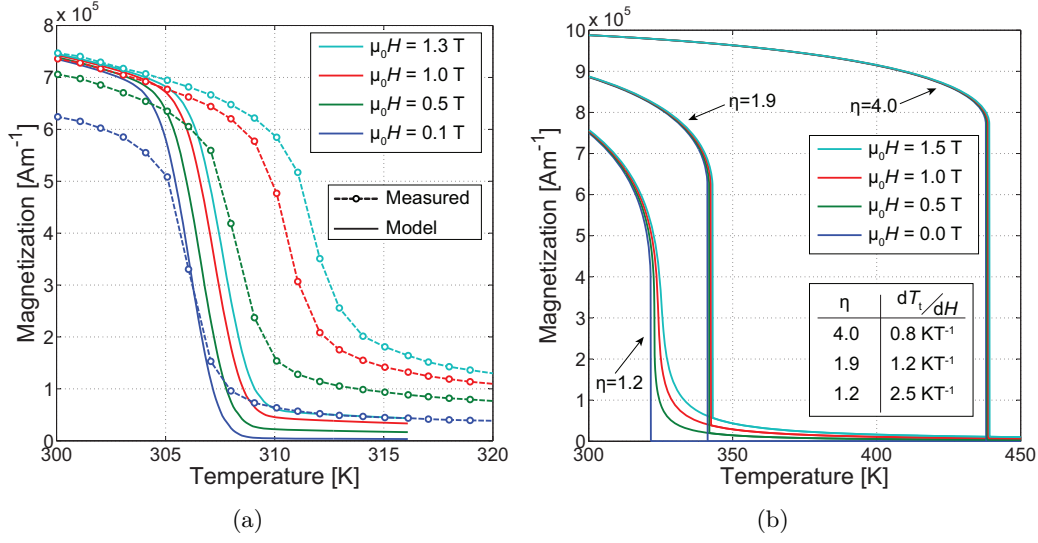 × 10⁵
8
7
6
5
4
3
2
1
0
300
305
310
315
320
Temperature [K]
Magnetization [Am⁻¹]
μ₀H = 1.3 T
μ₀H = 1.0 T
μ₀H = 0.5 T
μ₀H = 0.1 T
Measured
Model
(a)
× 10⁵
10
9
8
7
6
5
4
3
2
1
0
300
350
400
450
Temperature [K]
Magnetization [Am⁻¹]
η=1.9
η=4.0
η=1.2
μ₀H = 1.5 T
μ₀H = 1.0 T
μ₀H = 0.5 T
μ₀H = 0.0 T
η dTₜ/dH
4.0 0.8 KT⁻¹
1.9 1.2 KT⁻¹
1.2 2.5 KT⁻¹
(b)